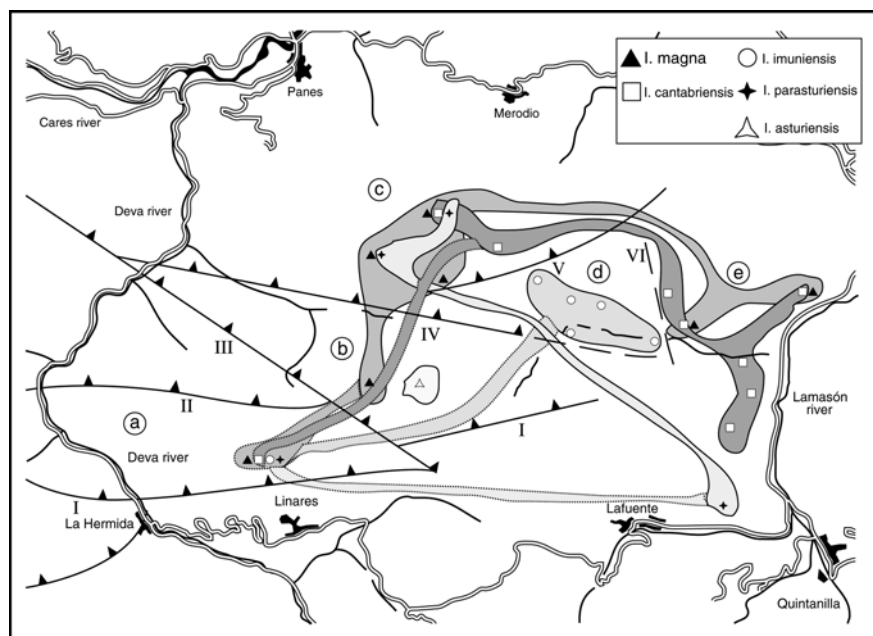 Panes
Cares river
Merodio
I. magna
I. imuniensis
I. cantabriensis
I. parasturiensis
I. asturiensis
Deva river
c
VI
e
V
d
III
IV
b
II
a
I
Lamasón
river
Deva river
I
La Hermida
Linares
Lafuente
Quintanilla